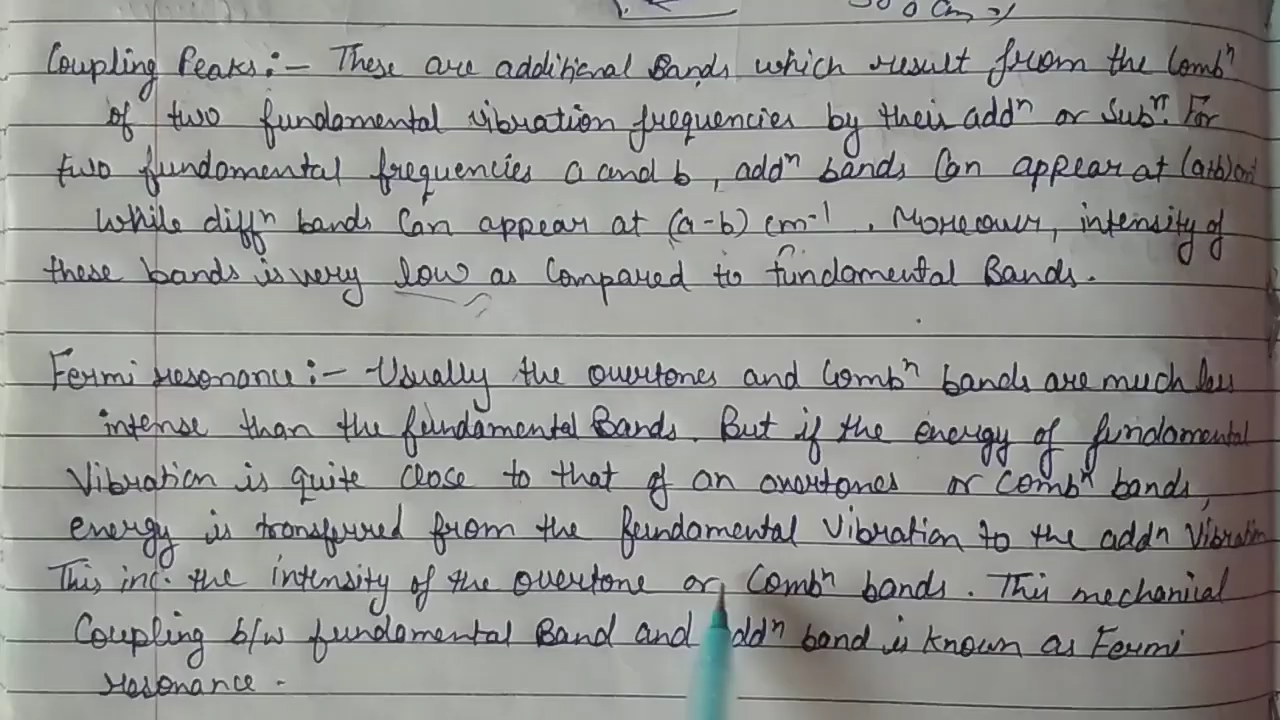 300 Cm-1
Coupling Peaks :- These are additional Bands which result from the Combⁿ
of two fundamental vibration frequencies by their addⁿ or Subⁿ. For
two fundamental frequencies a and b, addⁿ bands Can appear at (a+b) cm-1
While diffⁿ bands Can appear at (a-b) cm-1. Moreover, intensity of
these bands is very low as Compared to fundamental Bands.
Fermi resonance :- Usually the overtones and Combⁿ bands are much less
intense than the fundamental Bands. But if the energy of fundamental
Vibration is quite close to that of an overtones or Combⁿ bands,
energy is transferred from the fundamental Vibration to the addn Vibration
This inc. the intensity of the overtone or Combⁿ bands. This mechanical
Coupling b/w fundamental Band and addⁿ band is known as Fermi
resonance -